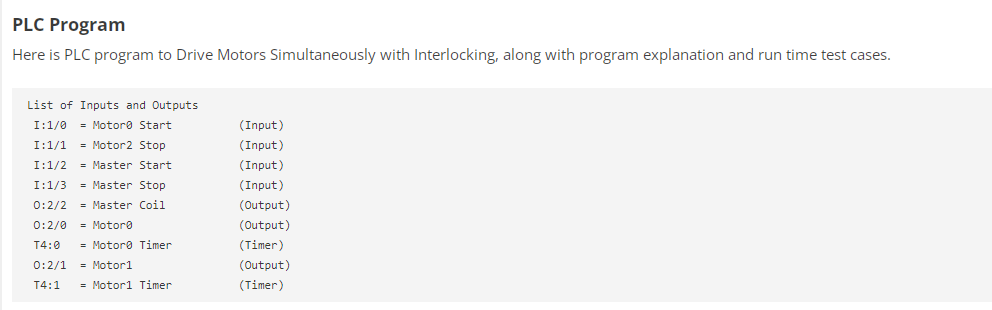 PLC Program
Here is PLC program to Drive Motors Simultaneously with Interlocking, along with program explanation and run time test cases.
List of Inputs and Outputs
I:1/0 = Motor0 Start (Input)
I:1/1 = Motor2 Stop (Input)
I:1/2 = Master Start (Input)
I:1/3 = Master Stop (Input)
O:2/2 = Master Coil (Output)
O:2/0 = Motor0 (Output)
T4:0 = Motor0 Timer (Timer)
O:2/1 = Motor1 (Output)
T4:1 = Motor1 Timer (Timer)